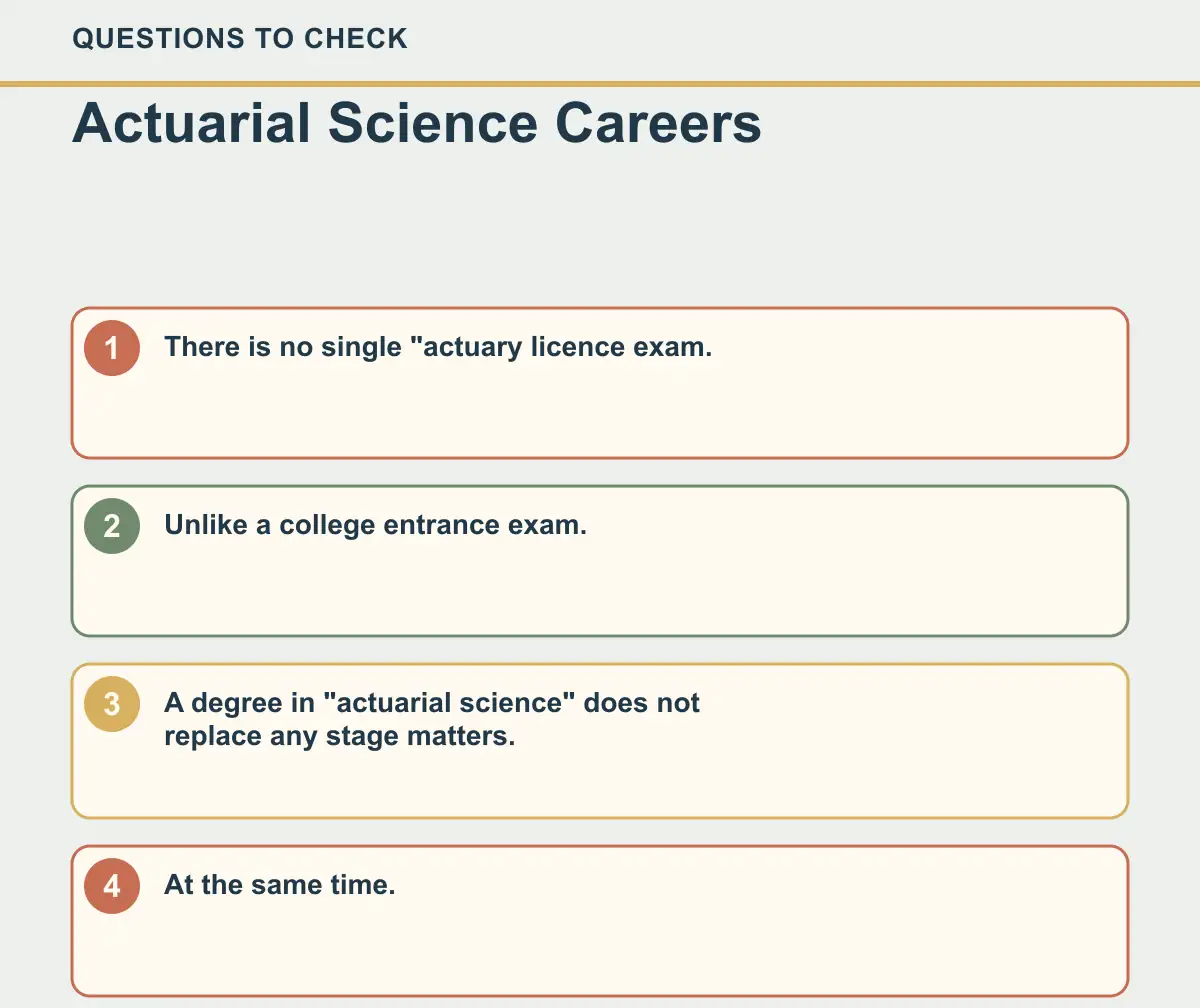 QUESTIONS TO CHECK
Actuarial Science Careers
1
There is no single "actuary licence exam.
2
Unlike a college entrance exam.
3
A degree in "actuarial science" does not
replace any stage matters.
4
At the same time.